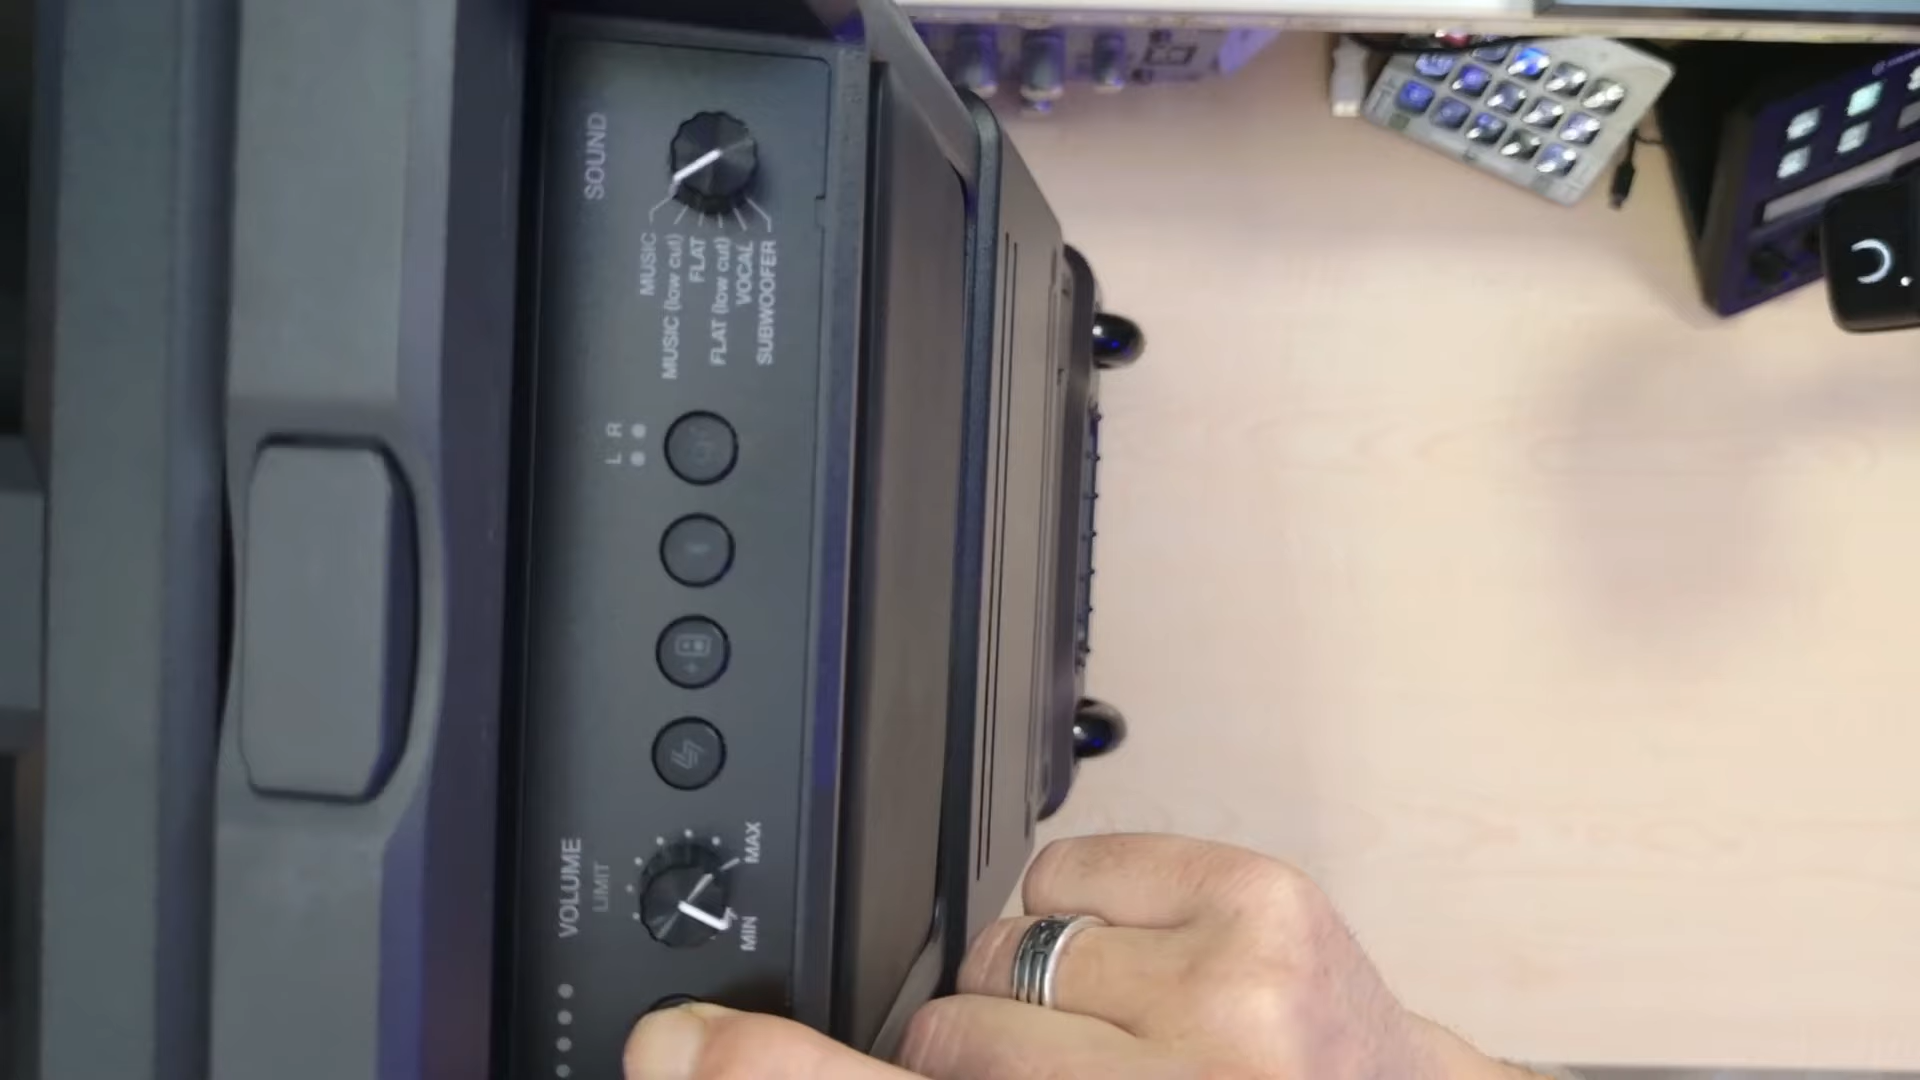 VOLUME
LIMIT
MIN
MAX
L R
SOUND
MUSIC
MUSIC (low cut)
FLAT
FLAT (low cut)
VOCAL
SUBWOOFER